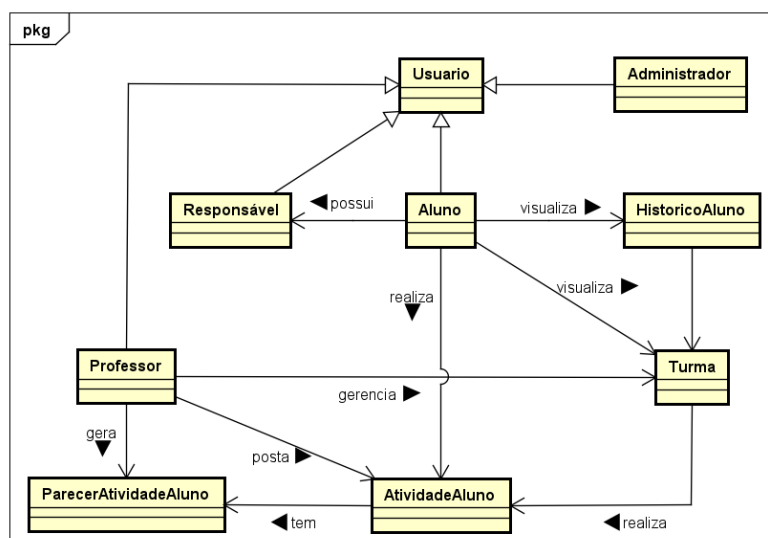 pkg
Usuario
Administrador
Responsável
possui
Aluno
visualiza
HistoricoAluno
visualiza
realiza
Professor
Turma
gerencia
gera
posta
ParecerAtividadeAluno
AtividadeAluno
tem
realiza